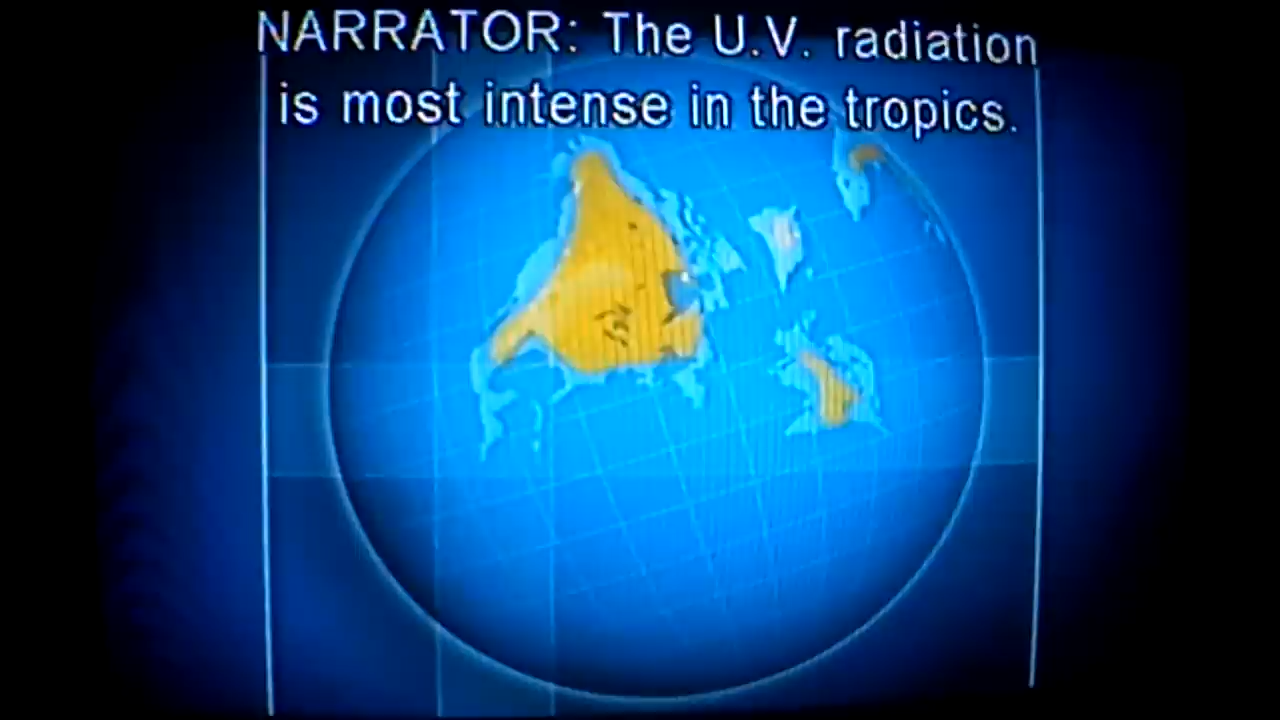 NARRATOR: The U.V. radiation
is most intense in the tropics.